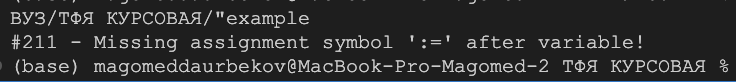 ВУЗ/ТФЯ КУРСОВАЯ/"example
#211 - Missing assignment symbol ':=' after variable!
(base) magomeddaurbekov@MacBook-Pro-Magomed-2 ТФЯ КУРСОВАЯ %